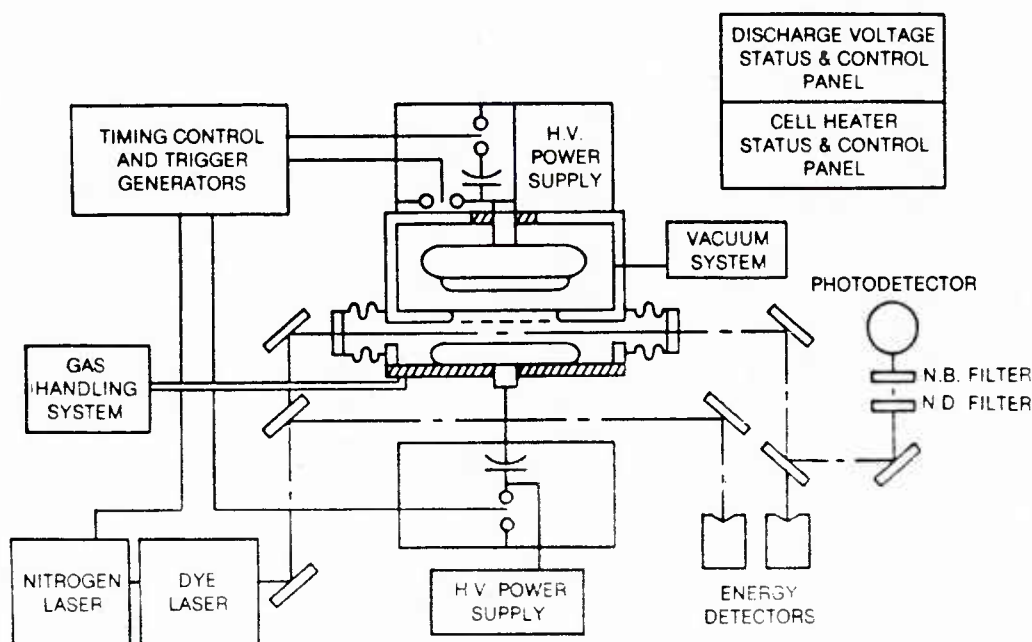 DISCHARGE VOLTAGE
STATUS & CONTROL
PANEL
CELL HEATER
STATUS & CONTROL
PANEL
TIMING CONTROL
AND TRIGGER
GENERATORS
H.V.
POWER
SUPPLY
VACUUM
SYSTEM
PHOTODETECTOR
N.B. FILTER
N D FILTER
GAS
HANDLING
SYSTEM
NITROGEN
LASER
DYE
LASER
H.V. POWER
SUPPLY
ENERGY
DETECTORS